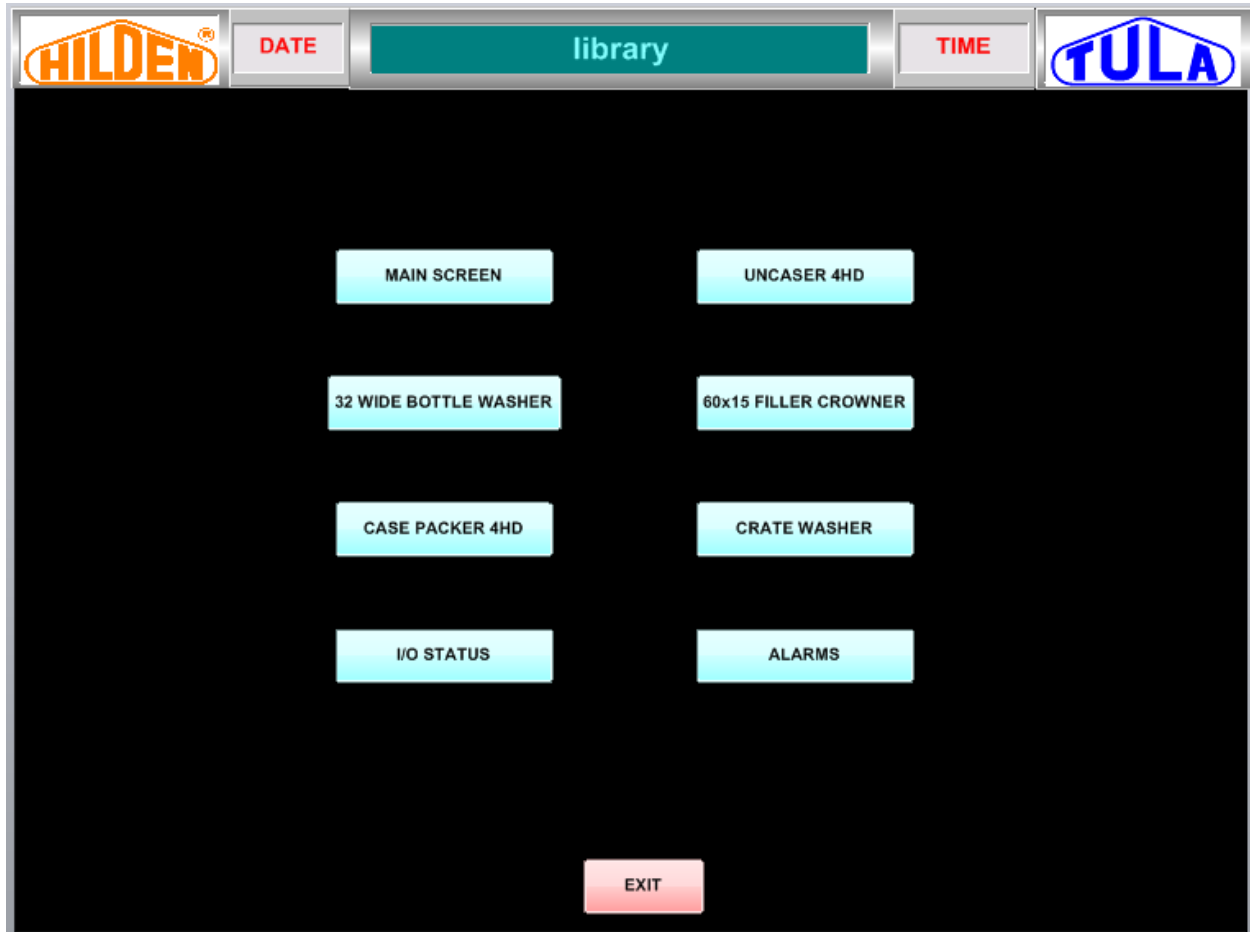 HILDEN®
DATE
library
TIME
TULA
MAIN SCREEN
UNCASER 4HD
32 WIDE BOTTLE WASHER
60x15 FILLER CROWNER
CASE PACKER 4HD
CRATE WASHER
I/O STATUS
ALARMS
EXIT